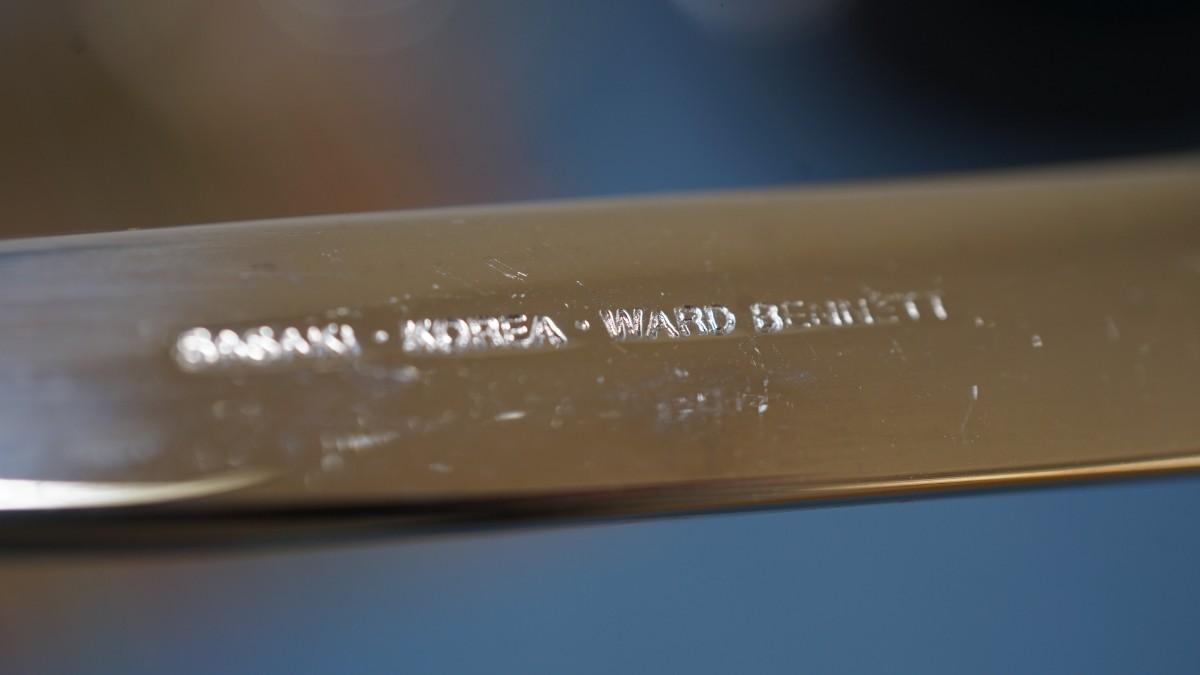 SASAKI · KOREA · WARD BENNETT